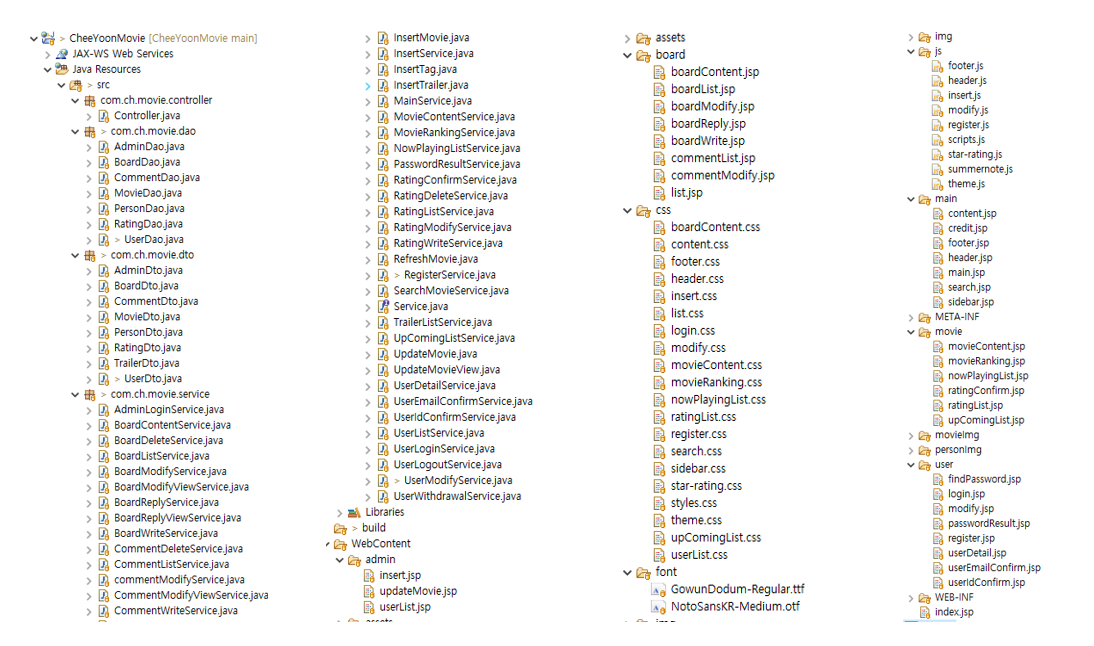 > CheeYoonMovie [CheeYoonMovie main]
> JAX-WS Web Services
Java Resources
> src
com.ch.movie.controller
> Controller.java
> com.ch.movie.dao
> AdminDao.java
> BoardDao.java
> CommentDao.java
> MovieDao.java
> PersonDao.java
> RatingDao.java
> > UserDao.java
> com.ch.movie.dto
> AdminDto.java
> BoardDto.java
> CommentDto.java
> MovieDto.java
> PersonDto.java
> RatingDto.java
> TrailerDto.java
> > UserDto.java
> com.ch.movie.service
> AdminLoginService.java
> BoardContentService.java
> BoardDeleteService.java
> BoardListService.java
> BoardModifyService.java
> BoardModifyViewService.java
> BoardReplyService.java
> BoardReplyViewService.java
> BoardWriteService.java
> CommentDeleteService.java
> CommentListService.java
> commentModifyService.java
> CommentModifyViewService.java
> CommentWriteService.java
> InsertMovie.java
> InsertService.java
> InsertTag.java
> InsertTrailer.java
> MainService.java
> MovieContentService.java
> MovieRankingService.java
> NowPlayingListService.java
> PasswordResultService.java
> RatingConfirmService.java
> RatingDeleteService.java
> RatingListService.java
> RatingModifyService.java
> RatingWriteService.java
> RefreshMovie.java
> > RegisterService.java
> SearchMovieService.java
> Service.java
> TrailerListService.java
> UpComingListService.java
> UpdateMovie.java
> UpdateMovieView.java
> UserDetailService.java
> UserEmailConfirmService.java
> UserIdConfirmService.java
> UserListService.java
> UserLoginService.java
> UserLogoutService.java
> > UserModifyService.java
> UserWithdrawalService.java
> Libraries
> build
WebContent
admin
insert.jsp
updateMovie.jsp
userList.jsp
> assets
board
boardContent.jsp
boardList.jsp
boardModify.jsp
boardReply.jsp
boardWrite.jsp
commentList.jsp
commentModify.jsp
list.jsp
css
boardContent.css
content.css
footer.css
header.css
insert.css
list.css
login.css
modify.css
movieContent.css
movieRanking.css
nowPlayingList.css
ratingList.css
register.css
search.css
sidebar.css
star-rating.css
styles.css
theme.css
upComingList.css
userList.css
font
GowunDodum-Regular.ttf
NotoSansKR-Medium.otf
> img
js
footer.js
header.js
insert.js
modify.js
register.js
scripts.js
star-rating.js
summernote.js
theme.js
main
content.jsp
credit.jsp
footer.jsp
header.jsp
main.jsp
search.jsp
sidebar.jsp
> META-INF
movie
movieContent.jsp
movieRanking.jsp
nowPlayingList.jsp
ratingConfirm.jsp
ratingList.jsp
upComingList.jsp
> movieImg
> personImg
user
findPassword.jsp
login.jsp
modify.jsp
passwordResult.jsp
register.jsp
userDetail.jsp
userEmailConfirm.jsp
userIdConfirm.jsp
> WEB-INF
index.jsp